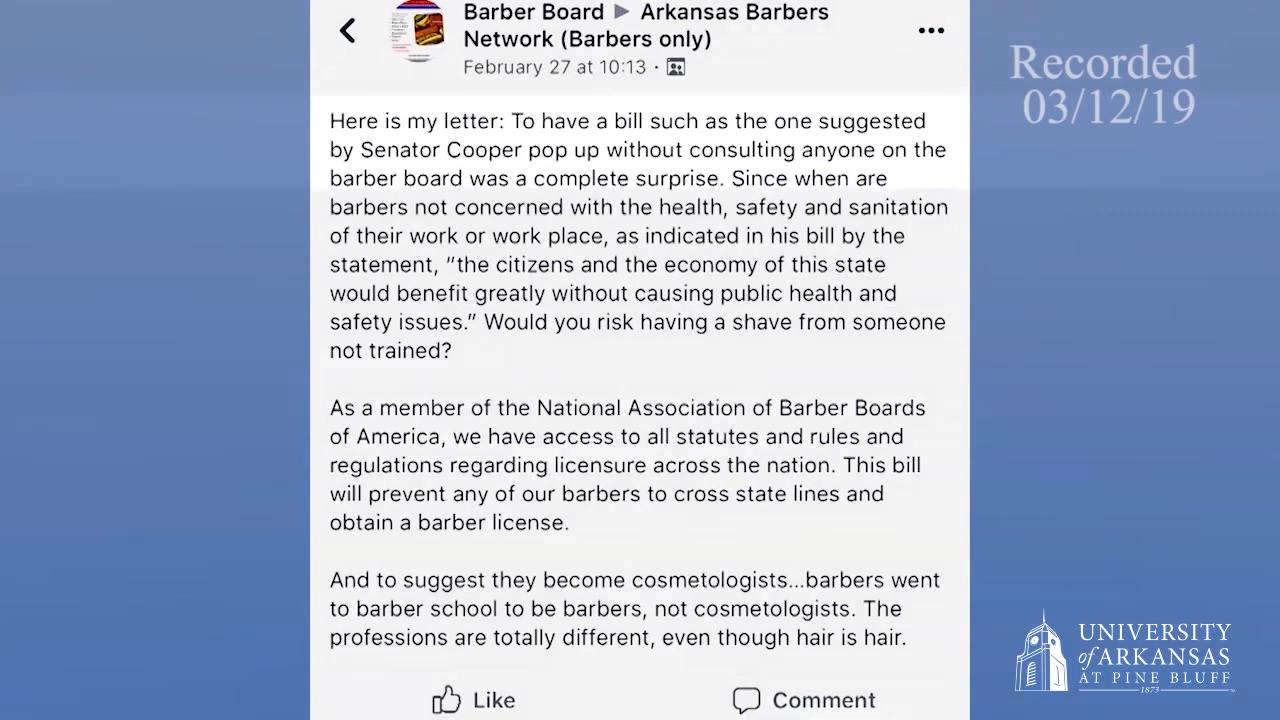 Barber Board ▶ Arkansas Barbers
Network (Barbers only)
February 27 at 10:13 ·
Recorded
03/12/19
Here is my letter: To have a bill such as the one suggested
by Senator Cooper pop up without consulting anyone on the
barber board was a complete surprise. Since when are
barbers not concerned with the health, safety and sanitation
of their work or work place, as indicated in his bill by the
statement, “the citizens and the economy of this state
would benefit greatly without causing public health and
safety issues.” Would you risk having a shave from someone
not trained?
As a member of the National Association of Barber Boards
of America, we have access to all statutes and rules and
regulations regarding licensure across the nation. This bill
will prevent any of our barbers to cross state lines and
obtain a barber license.
And to suggest they become cosmetologists...barbers went
to barber school to be barbers, not cosmetologists. The
professions are totally different, even though hair is hair.
Like
Comment
UNIVERSITY
of ARKANSAS
AT PINE BLUFF
1873